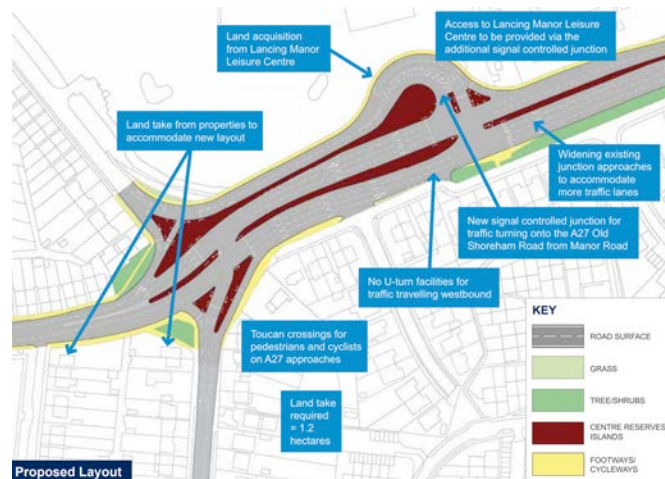 Land acquisition
from Lancing Manor
Leisure Centre
Access to Lancing Manor Leisure
Centre to be provided via the
additional signal controlled junction
Land take from properties to
accommodate new layout
Widening existing
junction approaches
to accommodate
more traffic lanes
New signal controlled junction for
traffic turning onto the A27 Old
Shoreham Road from Manor Road
No U-turn facilities for
traffic travelling westbound
Toucan crossings for
pedestrians and cyclists
on A27 approaches
Land take
required
= 1.2
hectares
KEY
ROAD SURFACE
GRASS
TREE/SHRUBS
CENTRE RESERVES
ISLANDS
FOOTWAYS/
CYCLEWAYS
Proposed Layout